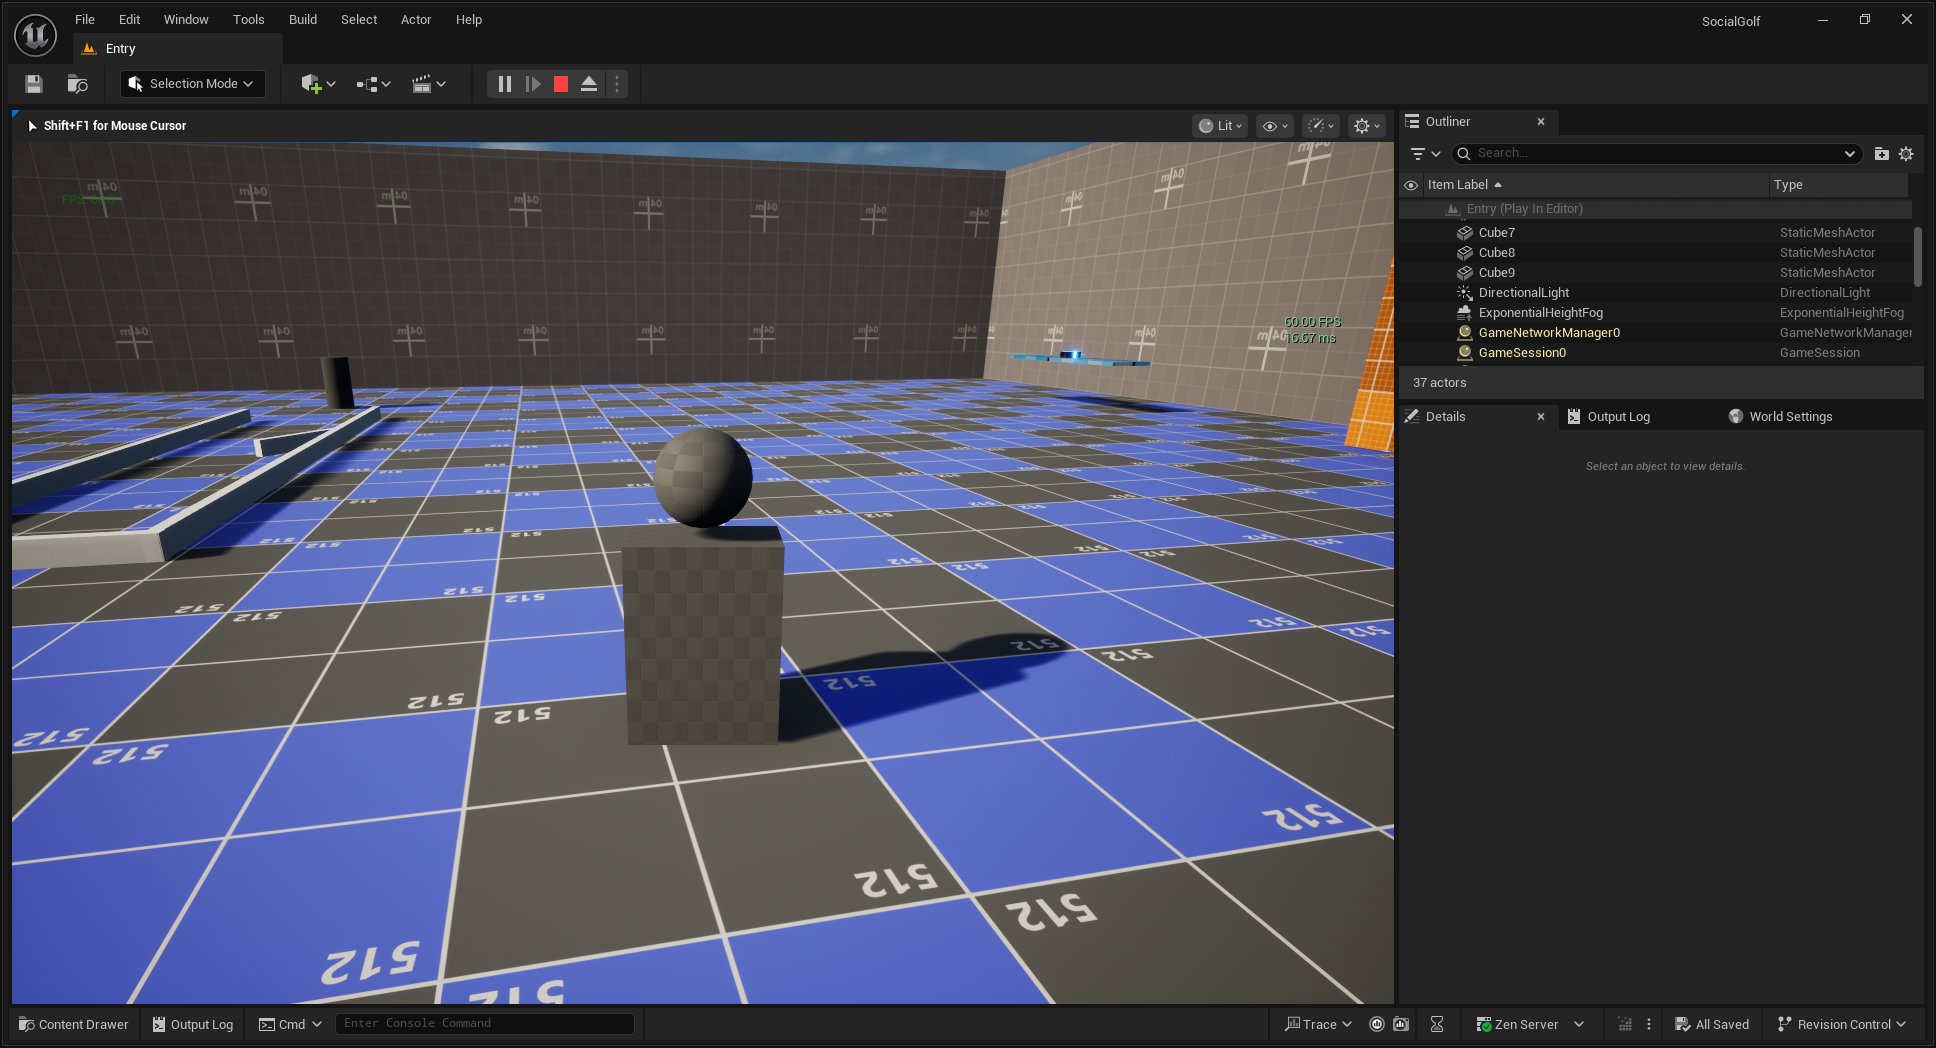 File Edit Window Tools Build Select Actor Help
SocialGolf
Entry
Selection Mode
Shift+F1 for Mouse Cursor
Lit
60.00 FPS
16.67 ms
512
512
512
512
512
512
512
512
512
512
512
512
512
Outliner
Search...
Item Label Type
Entry (Play In Editor)
Cube7 StaticMeshActor
Cube8 StaticMeshActor
Cube9 StaticMeshActor
DirectionalLight DirectionalLight
ExponentialHeightFog ExponentialHeightFog
GameNetworkManager0 GameNetworkManager
GameSession0 GameSession
37 actors
Details Output Log World Settings
Select an object to view details.
Content Drawer Output Log Cmd Enter Console Command Trace Zen Server All Saved Revision Control